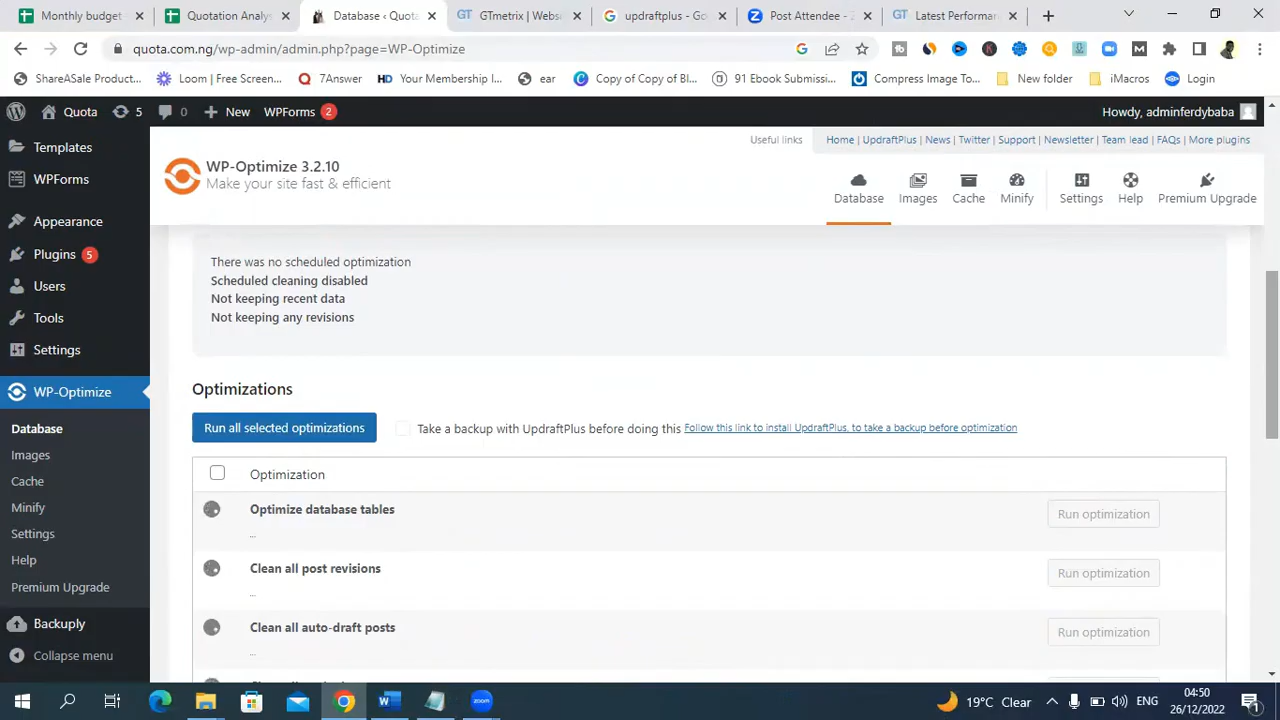 Monthly budget
Quotation Analy
Database ‹ Quota
GTmetrix | Webs
updraftplus - Go
Post Attendee - Z
Latest Performan
quota.com.ng/wp-admin/admin.php?page=WP-Optimize
ShareASale Produc...
Loom | Free Screen...
7Answer
Your Membership I...
ear
Copy of Copy of Bl...
91 Ebook Submissi...
Compress Image To...
New folder
iMacros
Login
Quota
5
0
New
WPForms 2
Howdy, adminferdybaba
Templates
WPForms
Appearance
Plugins 5
Users
Tools
Settings
WP-Optimize
Database
Images
Cache
Minify
Settings
Help
Premium Upgrade
Backuply
Collapse menu
Useful links
Home | UpdraftPlus | News | Twitter | Support | Newsletter | Team lead | FAQs | More plugins
WP-Optimize 3.2.10
Make your site fast & efficient
Database
Images
Cache
Minify
Settings
Help
Premium Upgrade
There was no scheduled optimization
Scheduled cleaning disabled
Not keeping recent data
Not keeping any revisions
Optimizations
Run all selected optimizations
Take a backup with UpdraftPlus before doing this Follow this link to install UpdraftPlus, to take a backup before optimization
Optimization
Optimize database tables
...
Run optimization
Clean all post revisions
...
Run optimization
Clean all auto-draft posts
...
Run optimization
19°C Clear
ENG
04:50
26/12/2022